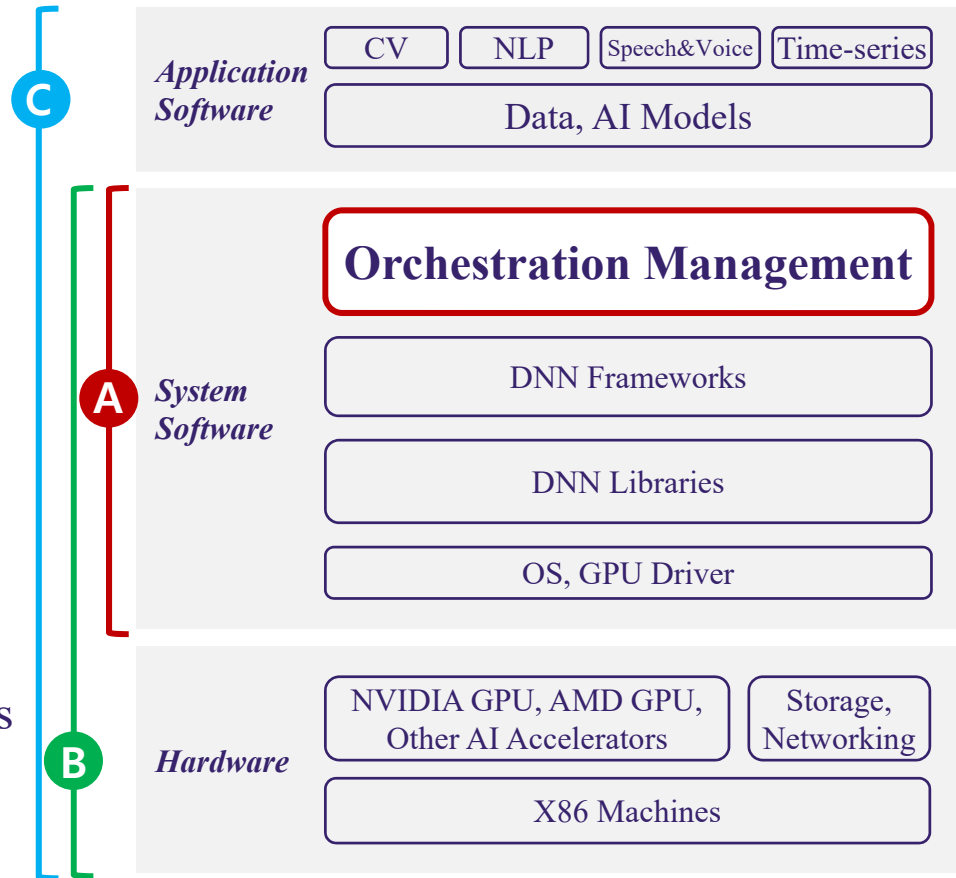 C
Application
Software
CV
NLP
Speech&Voice
Time-series
Data, AI Models
A
System
Software
Orchestration Management
DNN Frameworks
DNN Libraries
OS, GPU Driver
s
B
Hardware
NVIDIA GPU, AMD GPU,
Other AI Accelerators
Storage,
Networking
X86 Machines